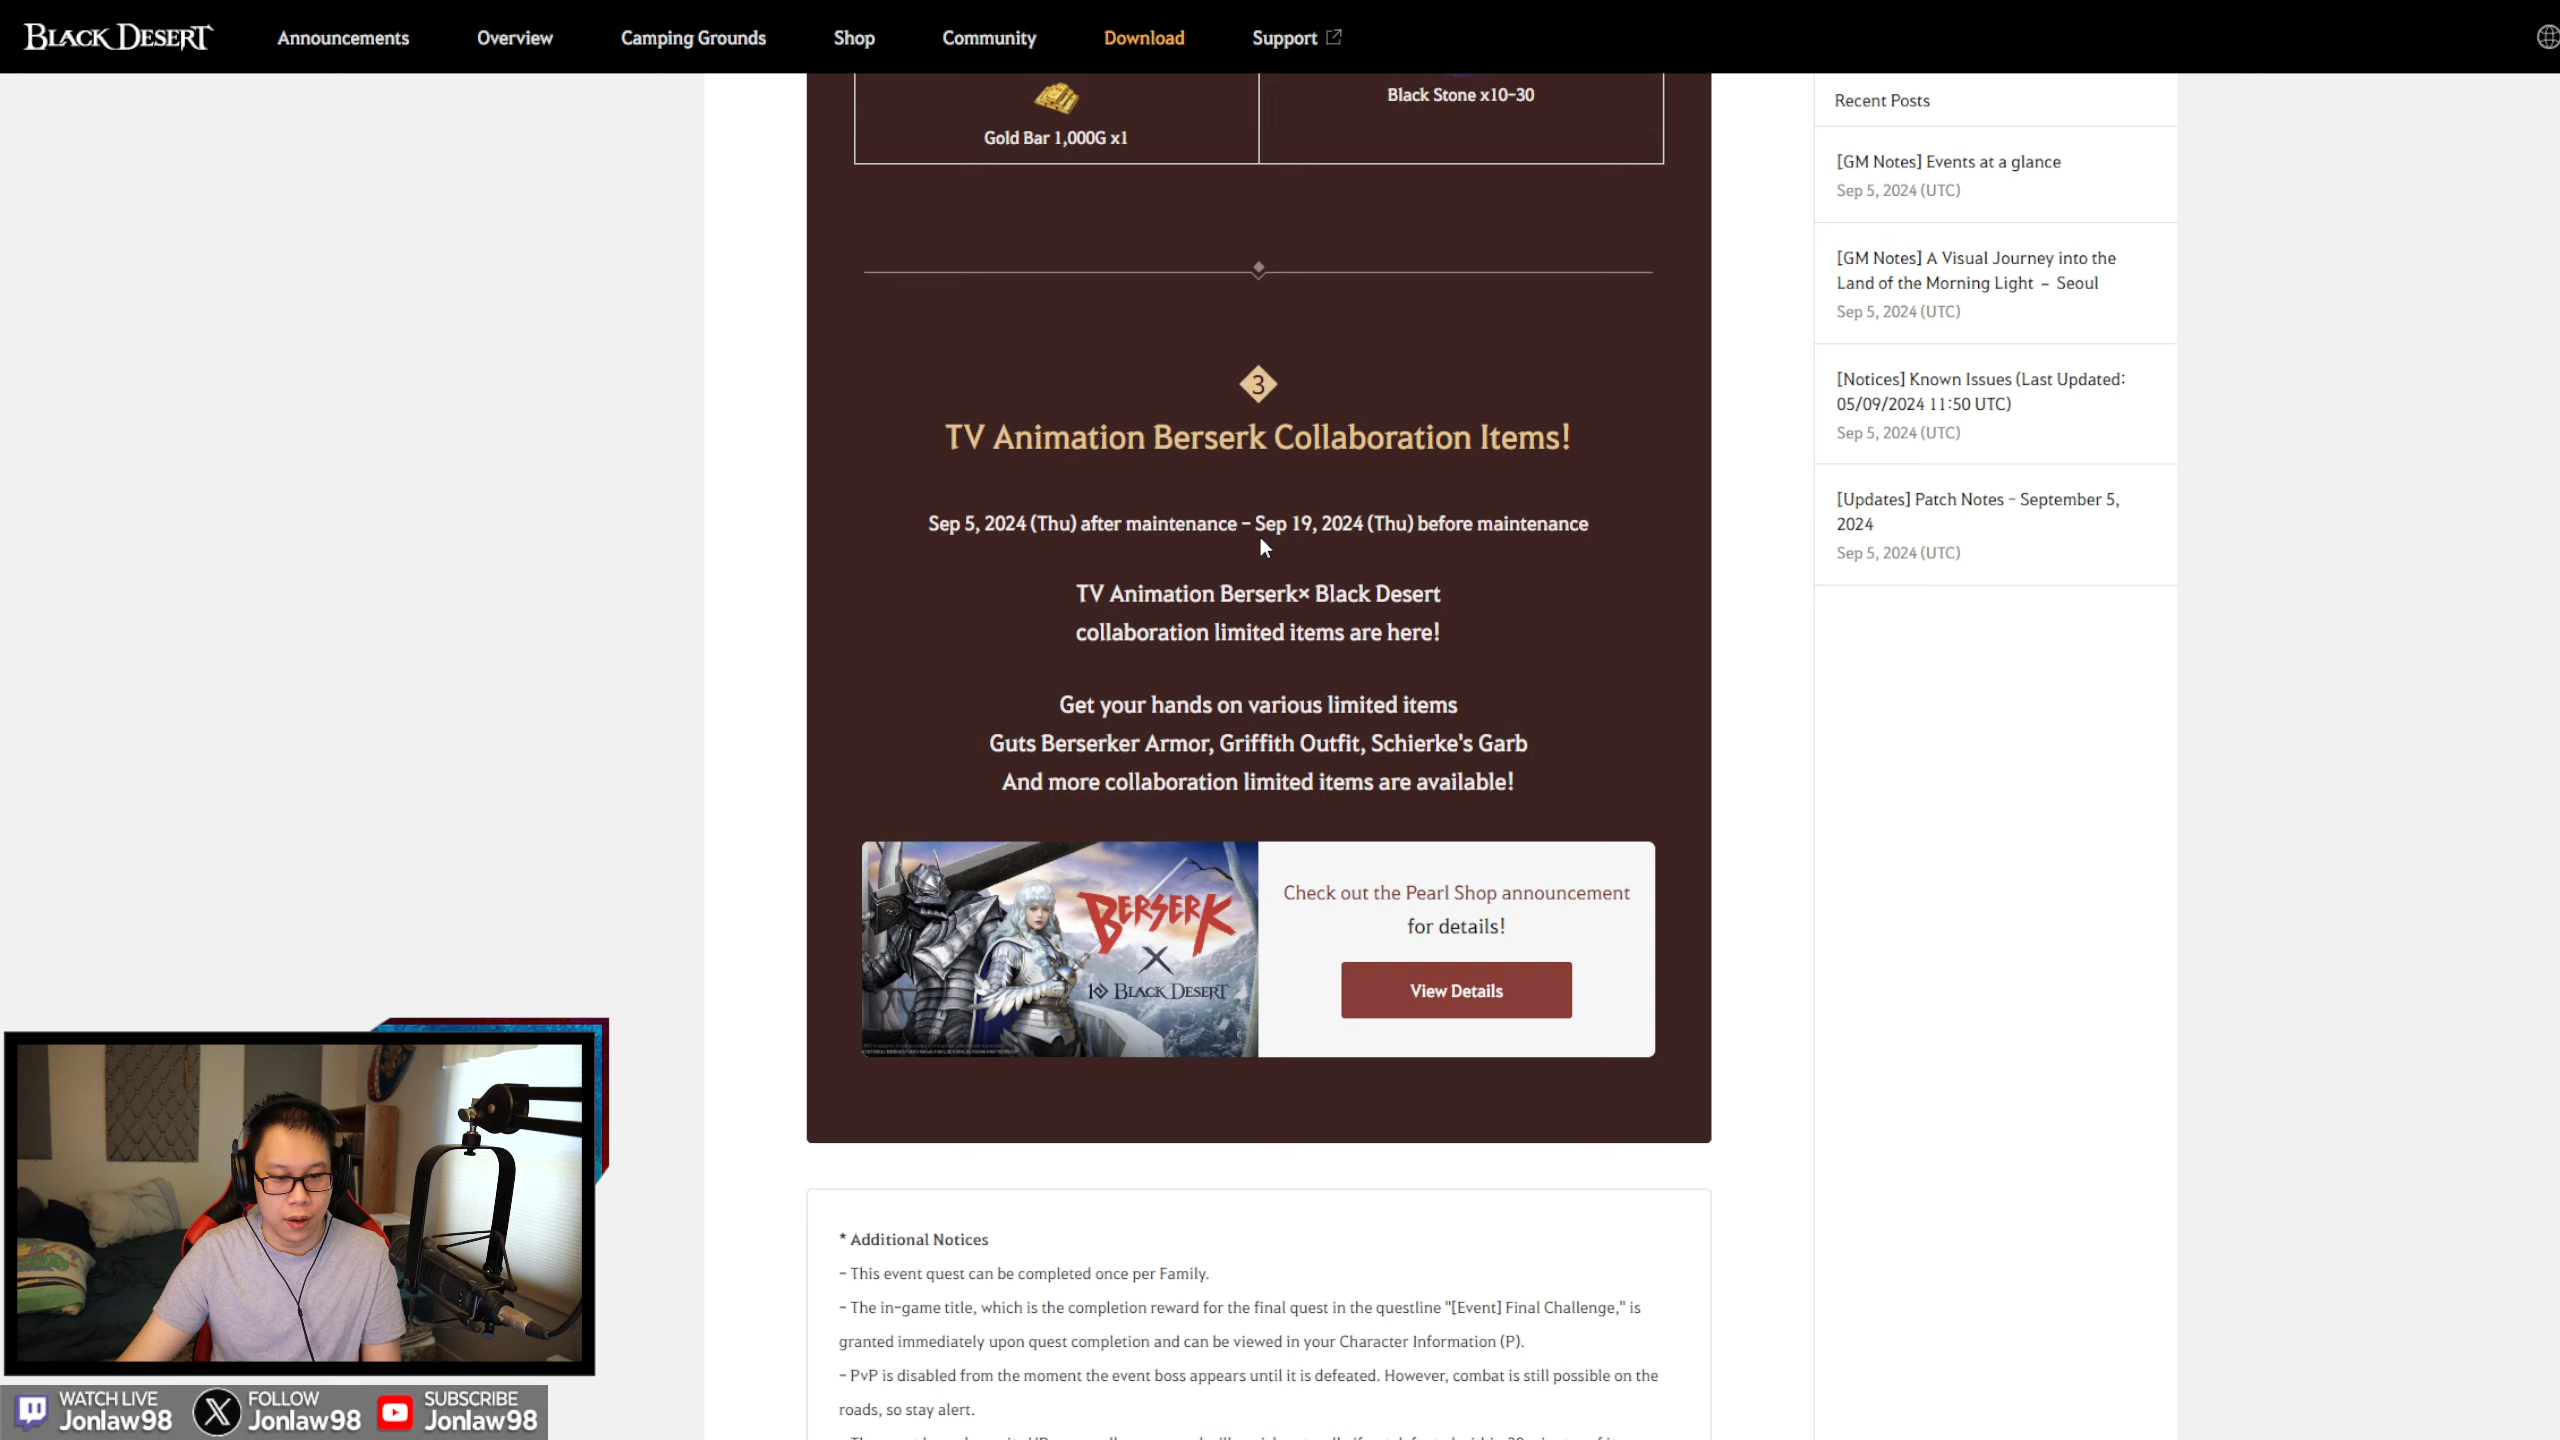 BLACK DESERT
Announcements
Overview
Camping Grounds
Shop
Community
Download
Support
Gold Bar 1,000G x1
Black Stone x10-30
3
TV Animation Berserk Collaboration Items!
Sep 5, 2024 (Thu) after maintenance - Sep 19, 2024 (Thu) before maintenance
TV Animation Berserk× Black Desert
collaboration limited items are here!
Get your hands on various limited items
Guts Berserker Armor, Griffith Outfit, Schierke's Garb
And more collaboration limited items are available!
BERSERK
X
10 BLACK DESERT
Check out the Pearl Shop announcement
for details!
View Details
* Additional Notices
- This event quest can be completed once per Family.
- The in-game title, which is the completion reward for the final quest in the questline "[Event] Final Challenge," is
granted immediately upon quest completion and can be viewed in your Character Information (P).
- PvP is disabled from the moment the event boss appears until it is defeated. However, combat is still possible on the
roads, so stay alert.
Recent Posts
[GM Notes] Events at a glance
Sep 5, 2024 (UTC)
[GM Notes] A Visual Journey into the
Land of the Morning Light - Seoul
Sep 5, 2024 (UTC)
[Notices] Known Issues (Last Updated:
05/09/2024 11:50 UTC)
Sep 5, 2024 (UTC)
[Updates] Patch Notes - September 5,
2024
Sep 5, 2024 (UTC)
WATCH LIVE
Jonlaw98
FOLLOW
Jonlaw98
SUBSCRIBE
Jonlaw98